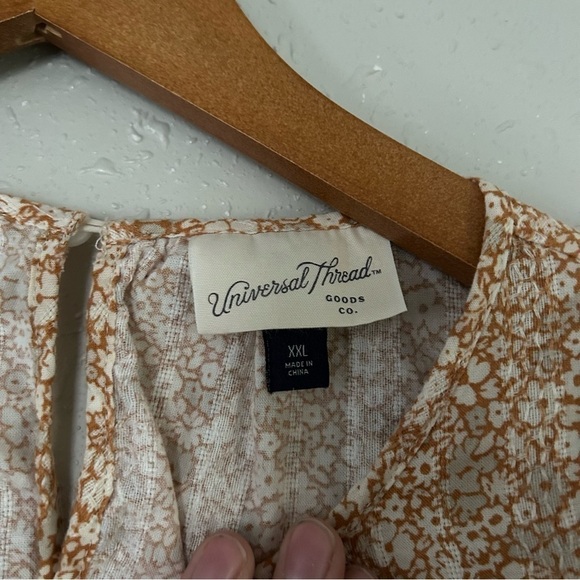 Universal Thread™
GOODS
CO.
XXL
MADE IN
CHINA